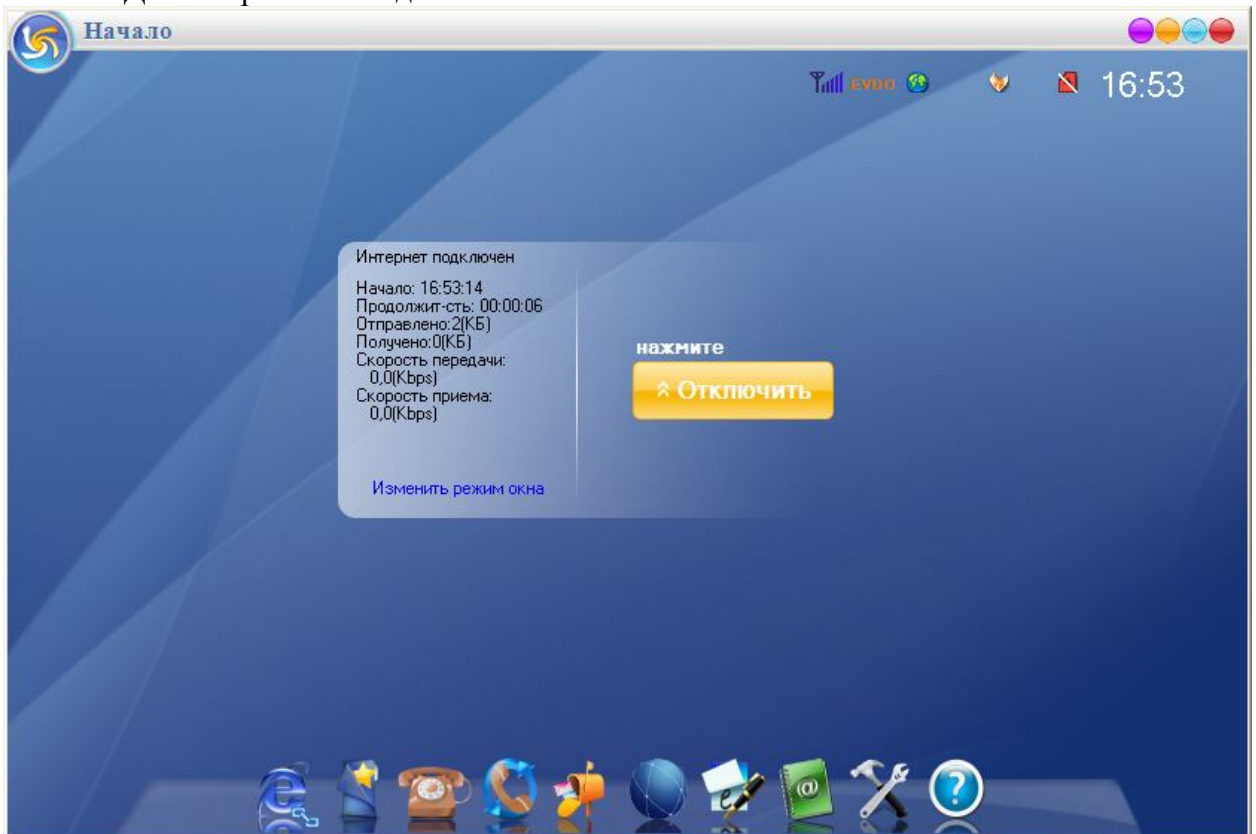 Начало
EVDO
16:53
Интернет подключен
Начало: 16:53:14
Продолжит-сть: 00:00:06
Отправлено:2(КБ)
Получено:0(КБ)
Скорость передачи:
0,0(Kbps)
Скорость приема:
0,0(Kbps)
нажмите
Отключить
Изменить режим окна